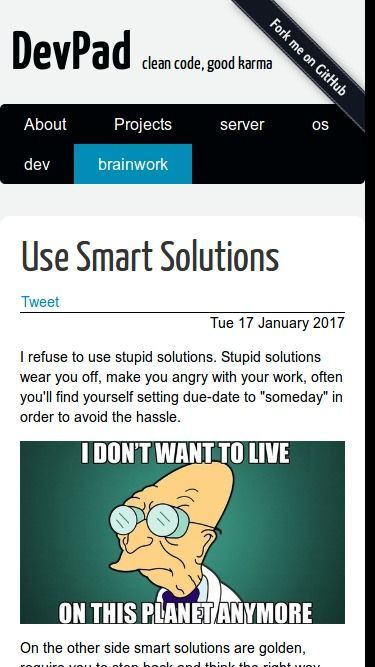 DevPad clean code, good karma
Fork me on GitHub
About Projects server os
dev brainwork
Use Smart Solutions
Tweet
Tue 17 January 2017
I refuse to use stupid solutions. Stupid solutions
wear you off, make you angry with your work, often
you'll find yourself setting due-date to "someday" in
order to avoid the hassle.
I DON'T WANT TO LIVE
ON THIS PLANET ANYMORE
On the other side smart solutions are golden,
require you to step back and think the right way